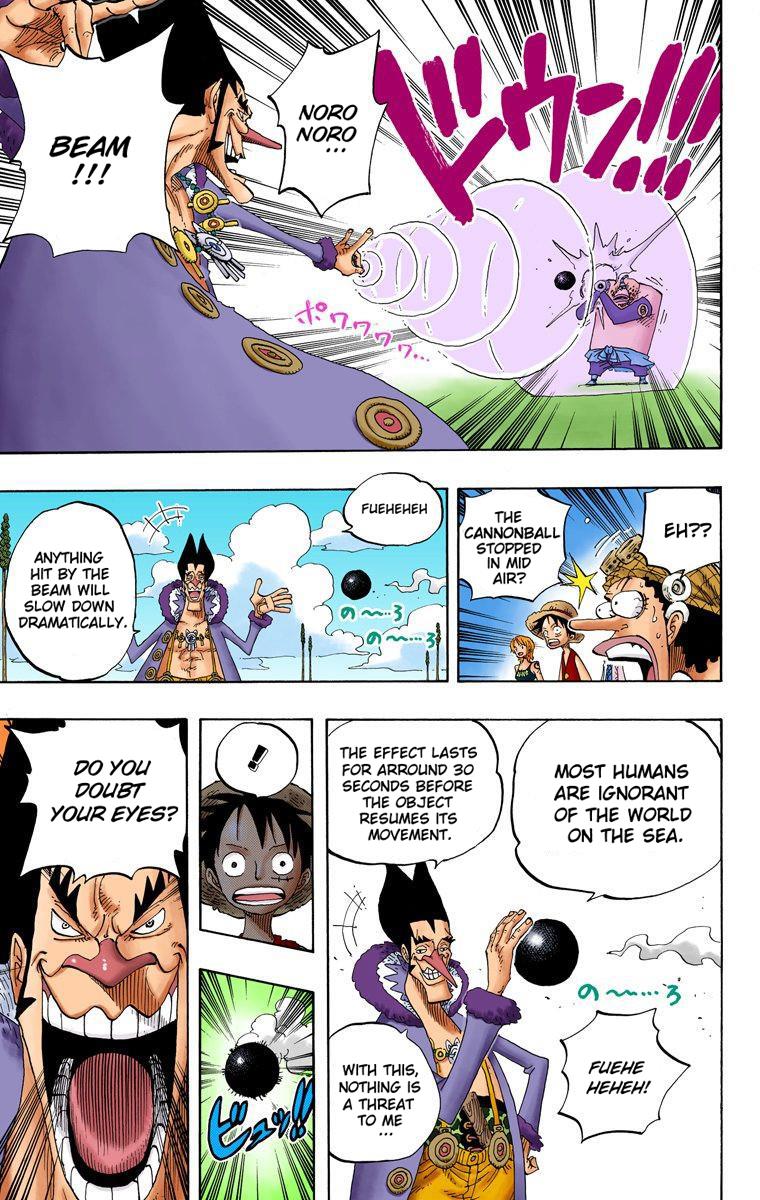 ドウン!!!
NORO
NORO
...
BEAM
!!!
ポワワワワ...
EH??
THE
CANNONBALL
STOPPED
IN MID
AIR?
FUEHEHEH
の〜…ろ
の〜…ろ
ANYTHING
HIT BY THE
BEAM WILL
SLOW DOWN
DRAMATICALLY.
MOST HUMANS
ARE IGNORANT
OF THE WORLD
ON THE SEA.
THE EFFECT LASTS
FOR ARROUND 30
SECONDS BEFORE
THE OBJECT
RESUMES ITS
MOVEMENT.
の〜…ろ
FUEHE
HEHEH!
WITH THIS,
NOTHING IS
A THREAT
TO ME
...
!
ビュッ!!
DO YOU
DOUBT
YOUR EYES?